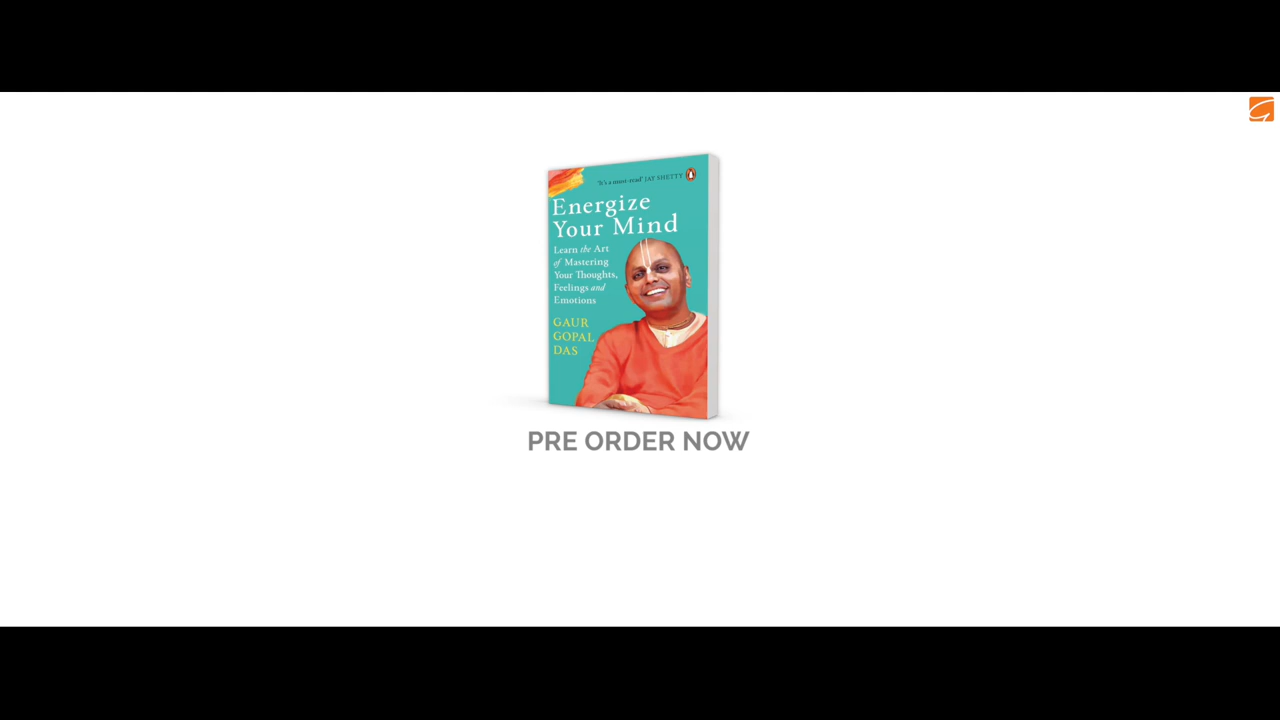 'It's a must-read' JAY SHETTY
Energize
Your Mind
Learn the Art
of Mastering
Your Thoughts,
Feelings and
Emotions
GAUR
GOPAL
DAS
PRE ORDER NOW